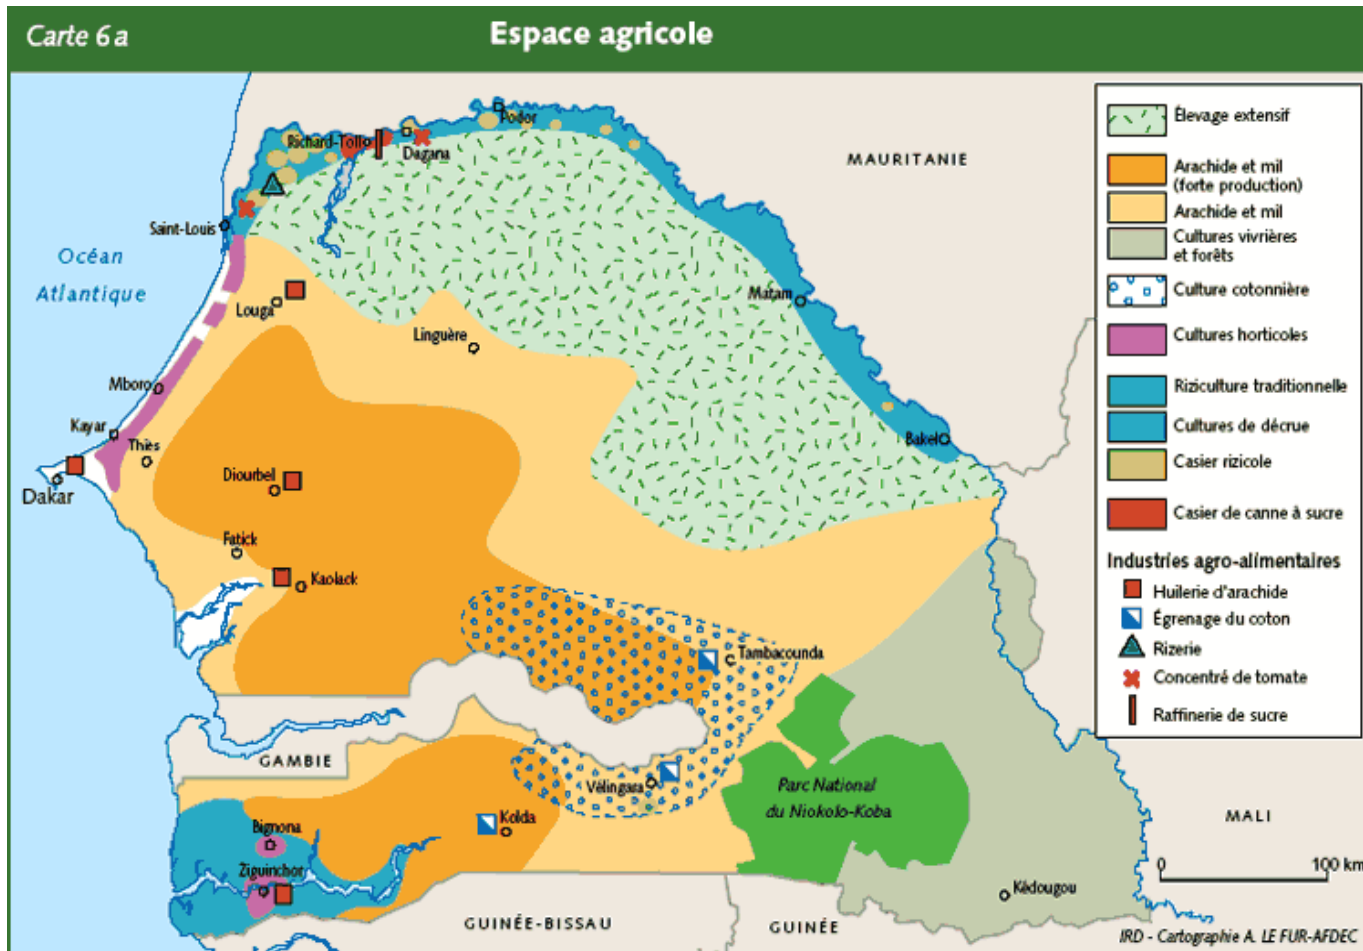 Carte 6 a
Espace agricole
Élevage extensif
Arachide et mil
(forte production)
Arachide et mil
Cultures vivrières
et forêts
Culture cotonnière
Cultures horticoles
Riziculture traditionnelle
Cultures de décrue
Casier rizicole
Casier de canne à sucre
Industries agro-alimentaires
Huilerie d'arachide
Égrenage du coton
Rizerie
Concentré de tomate
Raffinerie de sucre
Podor
Richard-Toll
Dagana
MAURITANIE
Saint-Louis
Océan
Atlantique
Louga
Linguère
Matam
Mboro
Kayar
Thiès
Bakel
Dakar
Diourbel
Fatick
Kaolack
Tambacounda
GAMBIE
Vélingara
Parc National
du Niokolo-Koba
MALI
Kolda
Bignona
Ziguinchor
0
100 km
Kédougou
GUINÉE-BISSAU
GUINÉE
IRD - Cartographie A. LE FUR-AFDEC